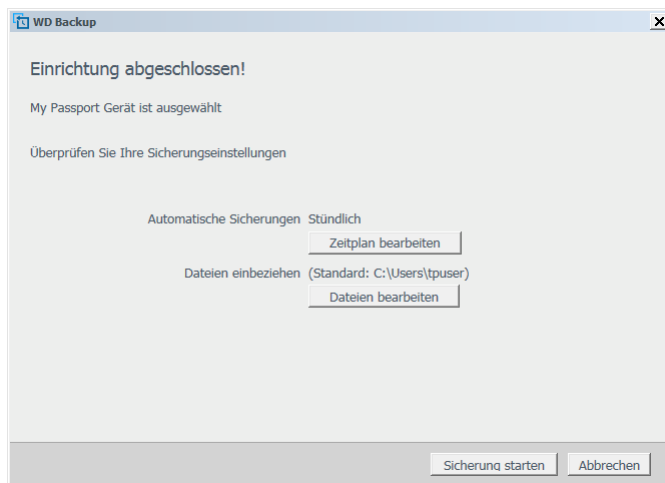 WD Backup
Einrichtung abgeschlossen!
My Passport Gerät ist ausgewählt
Überprüfen Sie Ihre Sicherungseinstellungen
Automatische Sicherungen Stündlich
Zeitplan bearbeiten
Dateien einbeziehen (Standard: C:\Users\tpuser)
Dateien bearbeiten
Sicherung starten Abbrechen